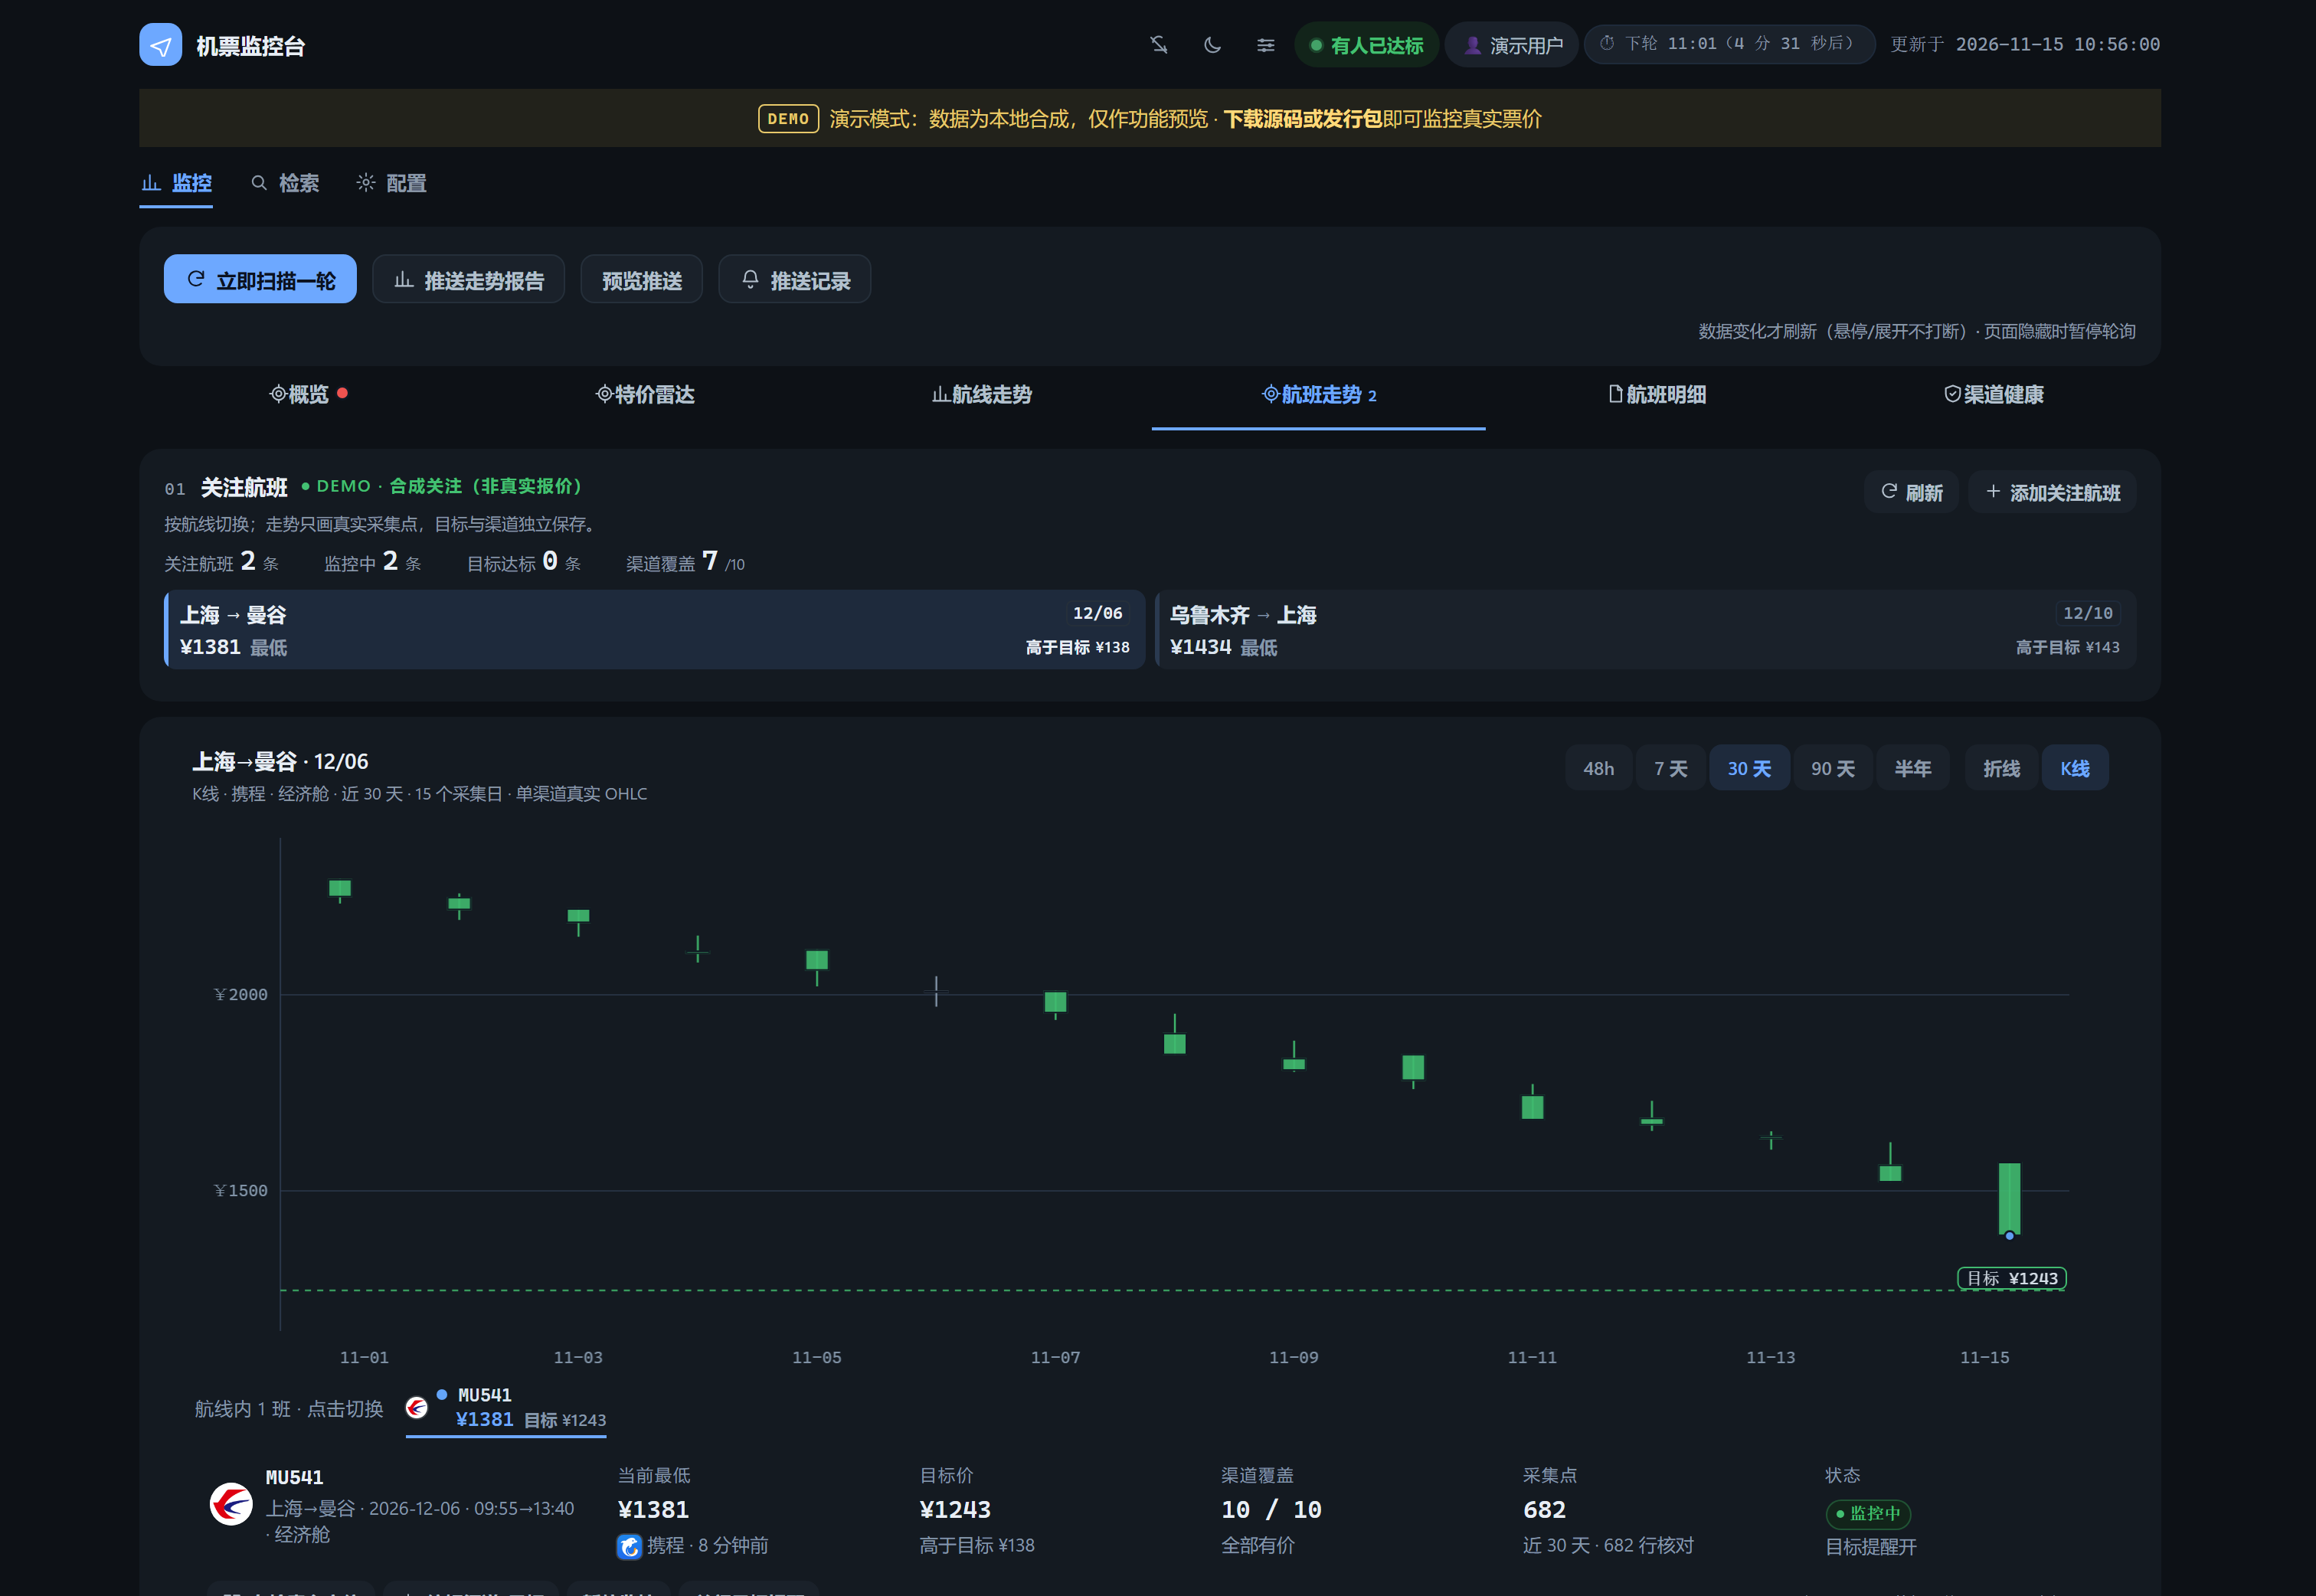 机票监控台
有人已达标
演示用户
下轮 11:01（4 分 31 秒后）
更新于 2026-11-15 10:56:00
DEMO 演示模式：数据为本地合成，仅作功能预览 · 下载源码或发行包即可监控真实票价
监控 检索 配置
立即扫描一轮 推送走势报告 预览推送 推送记录
数据变化才刷新（悬停/展开不打断）· 页面隐藏时暂停轮询
概览 特价雷达 航线走势 航班走势 2 航班明细 渠道健康
01 关注航班 DEMO · 合成关注（非真实报价） 刷新 添加关注航班
按航线切换；走势只画真实采集点，目标与渠道独立保存。
关注航班 2 条 监控中 2 条 目标达标 0 条 渠道覆盖 7 /10
上海 → 曼谷 12/06
¥1381 最低 高于目标 ¥138
乌鲁木齐 → 上海 12/10
¥1434 最低 高于目标 ¥143
上海→曼谷 · 12/06
K线 · 携程 · 经济舱 · 近 30 天 · 15 个采集日 · 单渠道真实 OHLC
48h 7 天 30 天 90 天 半年 折线 K线
¥2000
¥1500
目标 ¥1243
11-01 11-03 11-05 11-07 11-09 11-11 11-13 11-15
航线内 1 班 · 点击切换
MU541
¥1381 目标 ¥1243
MU541
上海→曼谷 · 2026-12-06 · 09:55→13:40
· 经济舱
当前最低
¥1381
携程 · 8 分钟前
目标价
¥1243
高于目标 ¥138
渠道覆盖
10 / 10
全部有价
采集点
682
近 30 天 · 682 行核对
状态
监控中
目标提醒开